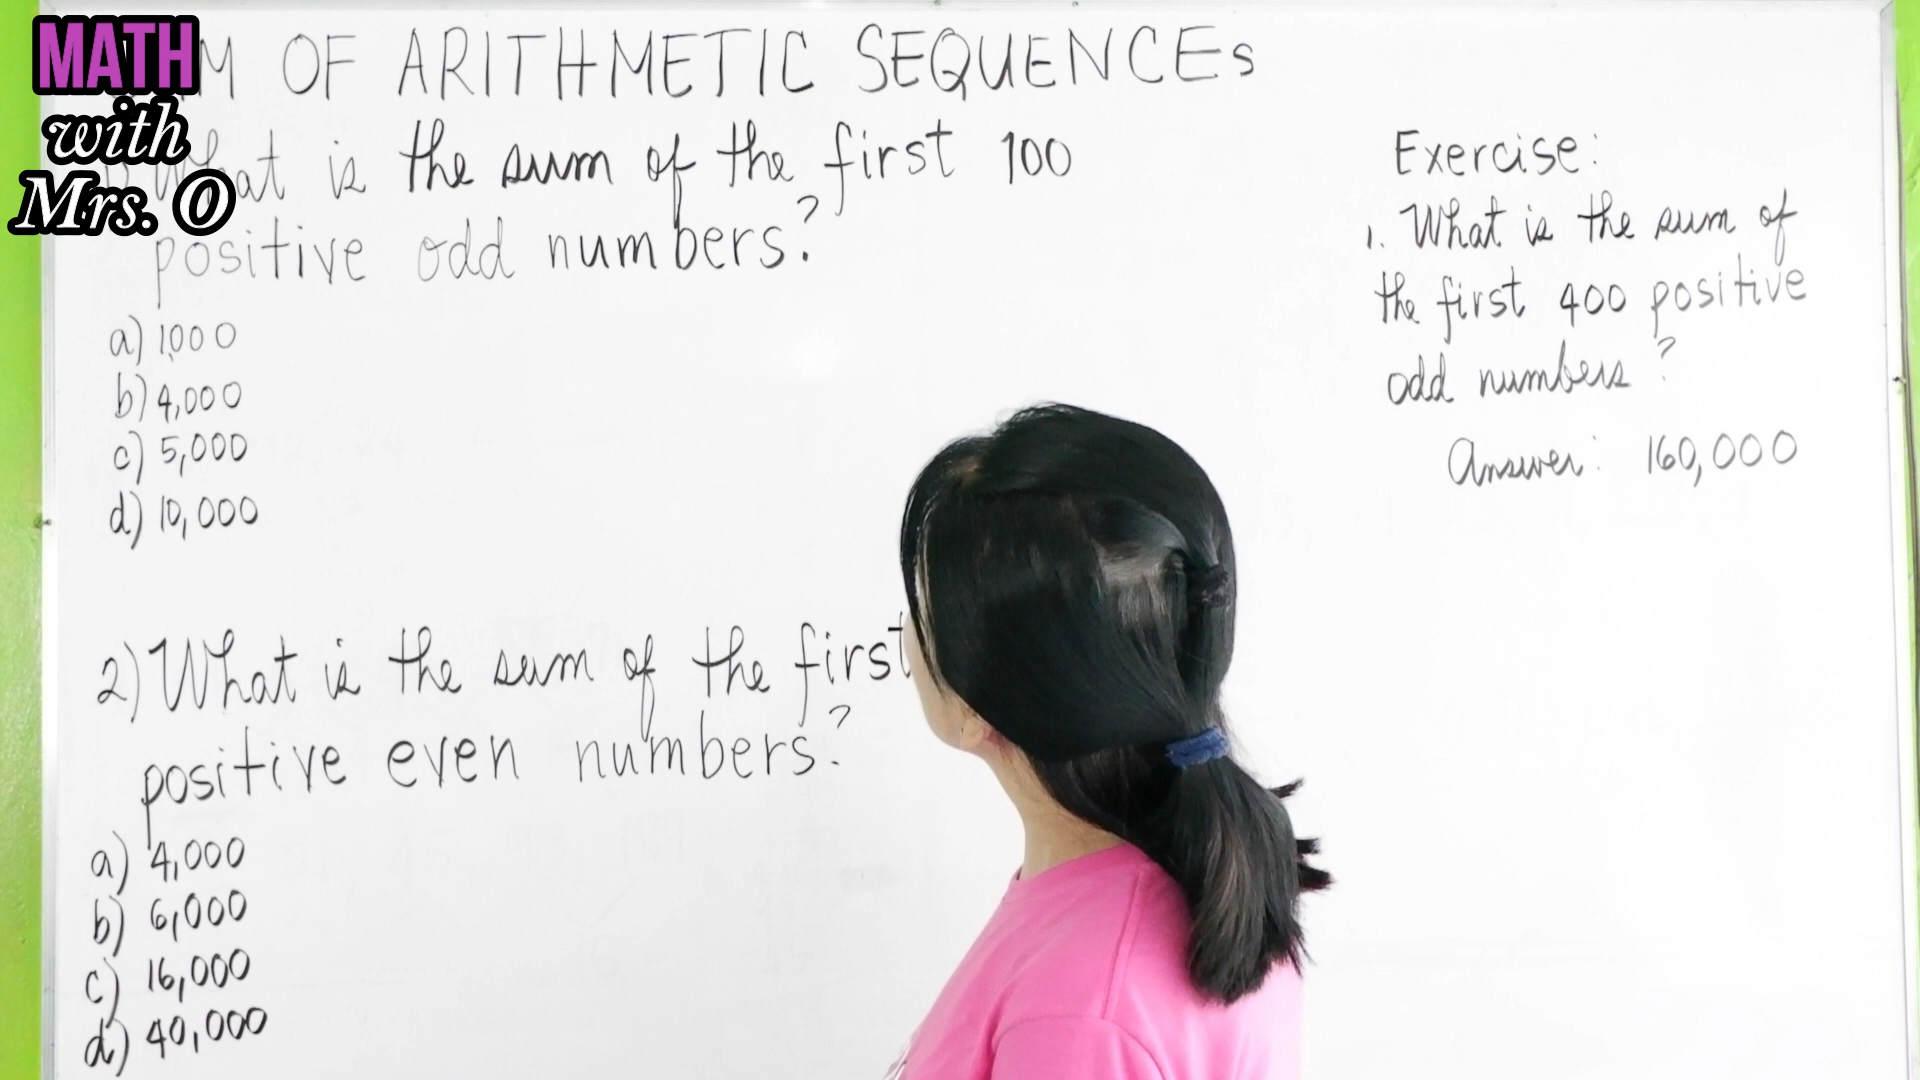 MATH
with
Mrs. O
OF ARITHMETIC SEQUENCEs
What is the sum of the first 100
positive odd numbers?
a) 1,000
b) 4,000
c) 5,000
d) 10,000
2) What is the sum of the first
positive even numbers?
a) 4,000
b) 6,000
c) 16,000
d) 40,000
Exercise:
1. What is the sum of
the first 400 positive
odd numbers?
Answer: 160,000